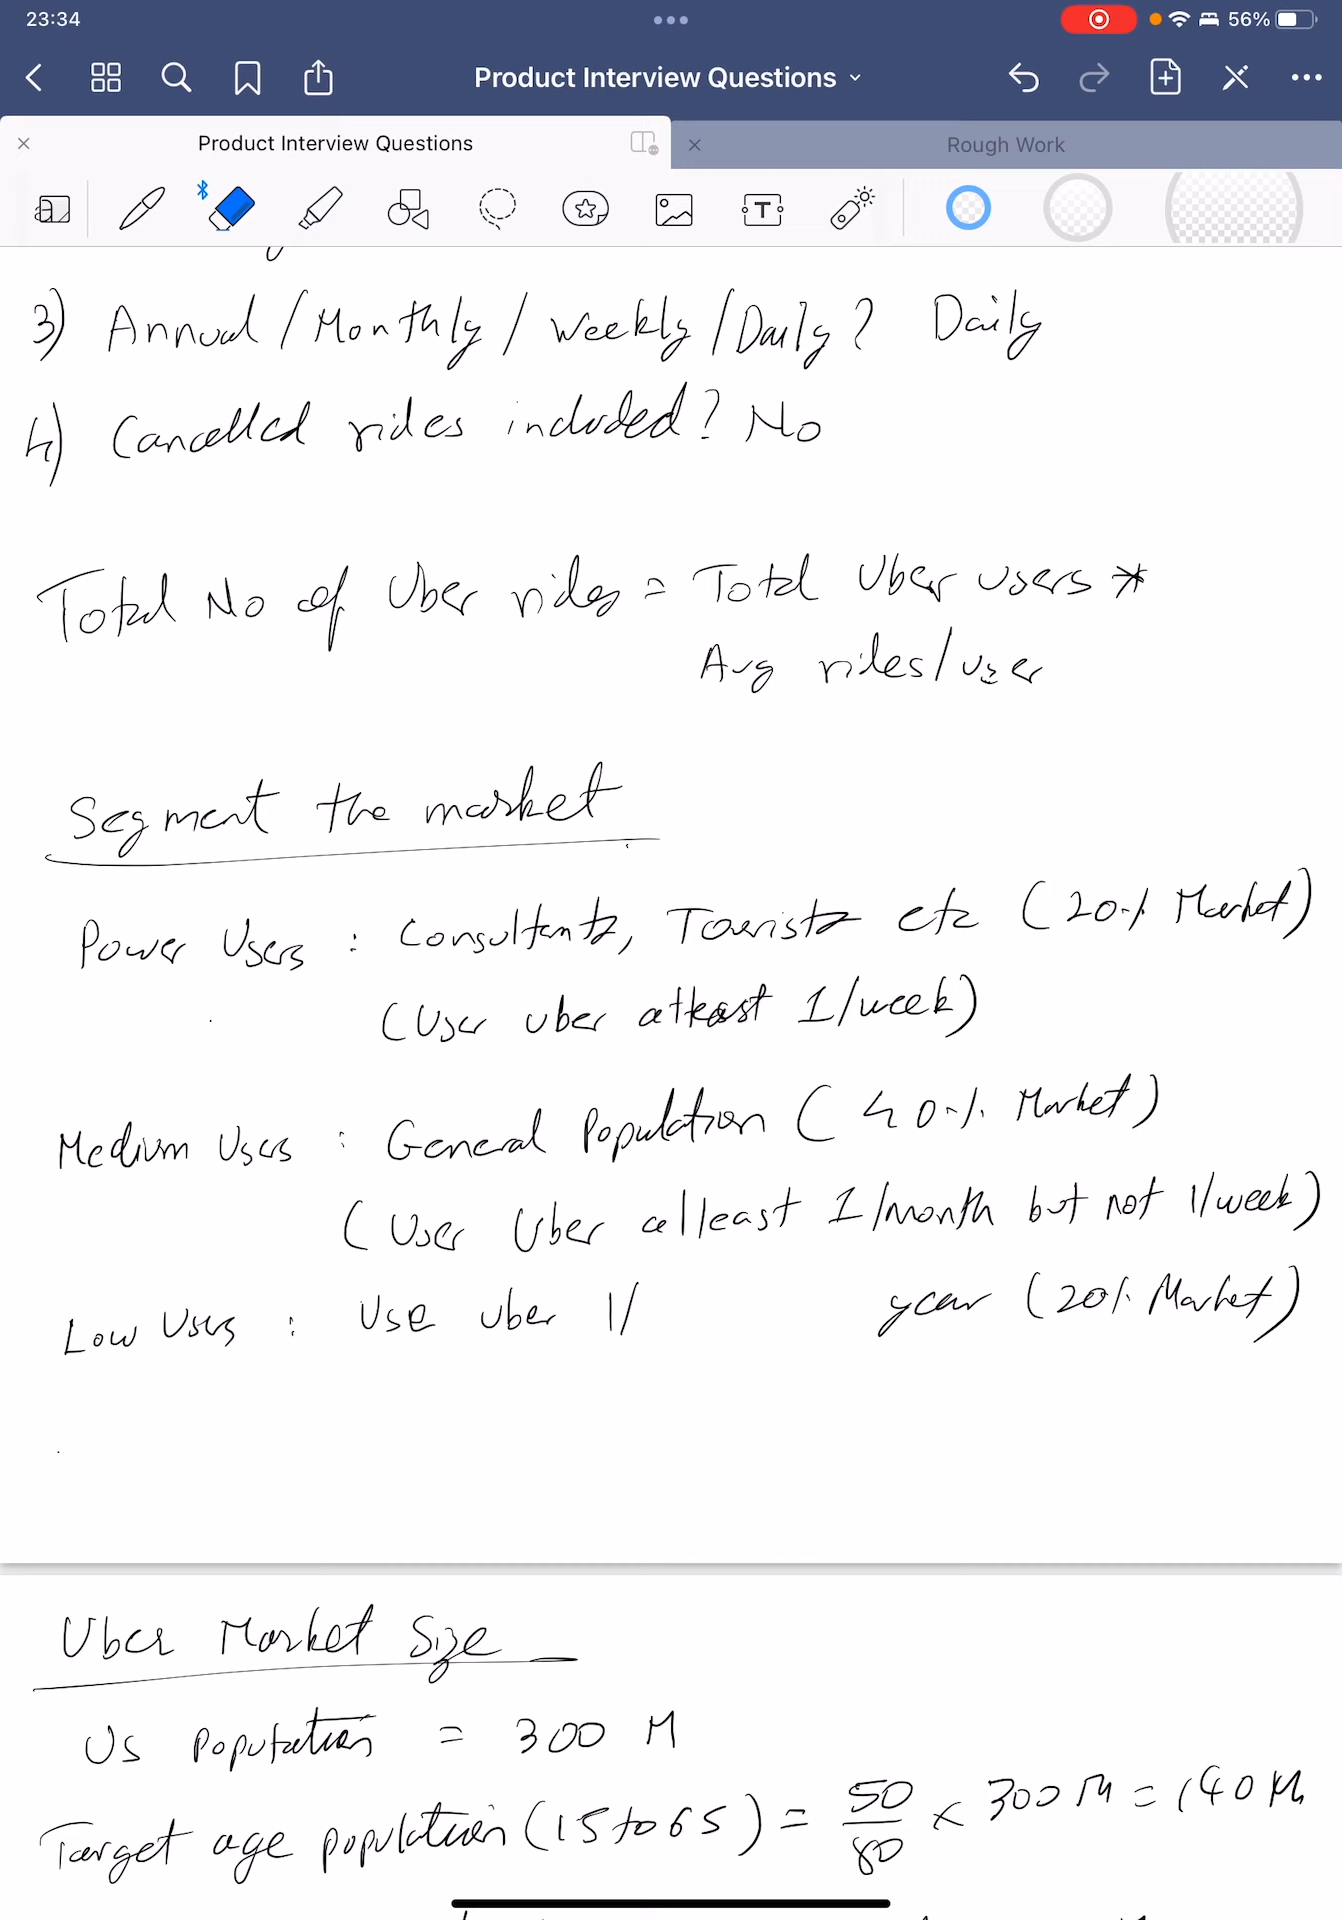 23:34
56%
Product Interview Questions
Product Interview Questions
Rough Work
3) Annual / Monthly / Weekly / Daily? Daily
4) Cancelled rides included? No
Total No of Uber rides = Total Uber users *
Avg rides/user
Segment the market
Power Users : Consultants, Tourists etc (20% Market)
(User uber atleast 1/week)
Medium Users : General Population (40% Market)
(User Uber atleast 1/month but not 1/week)
Low Users : Use uber 1/ year (20% Market)
Uber Market Size
US Population = 300 M
Target age population (15 to 65) = 50/80 x 300 M = 190 M